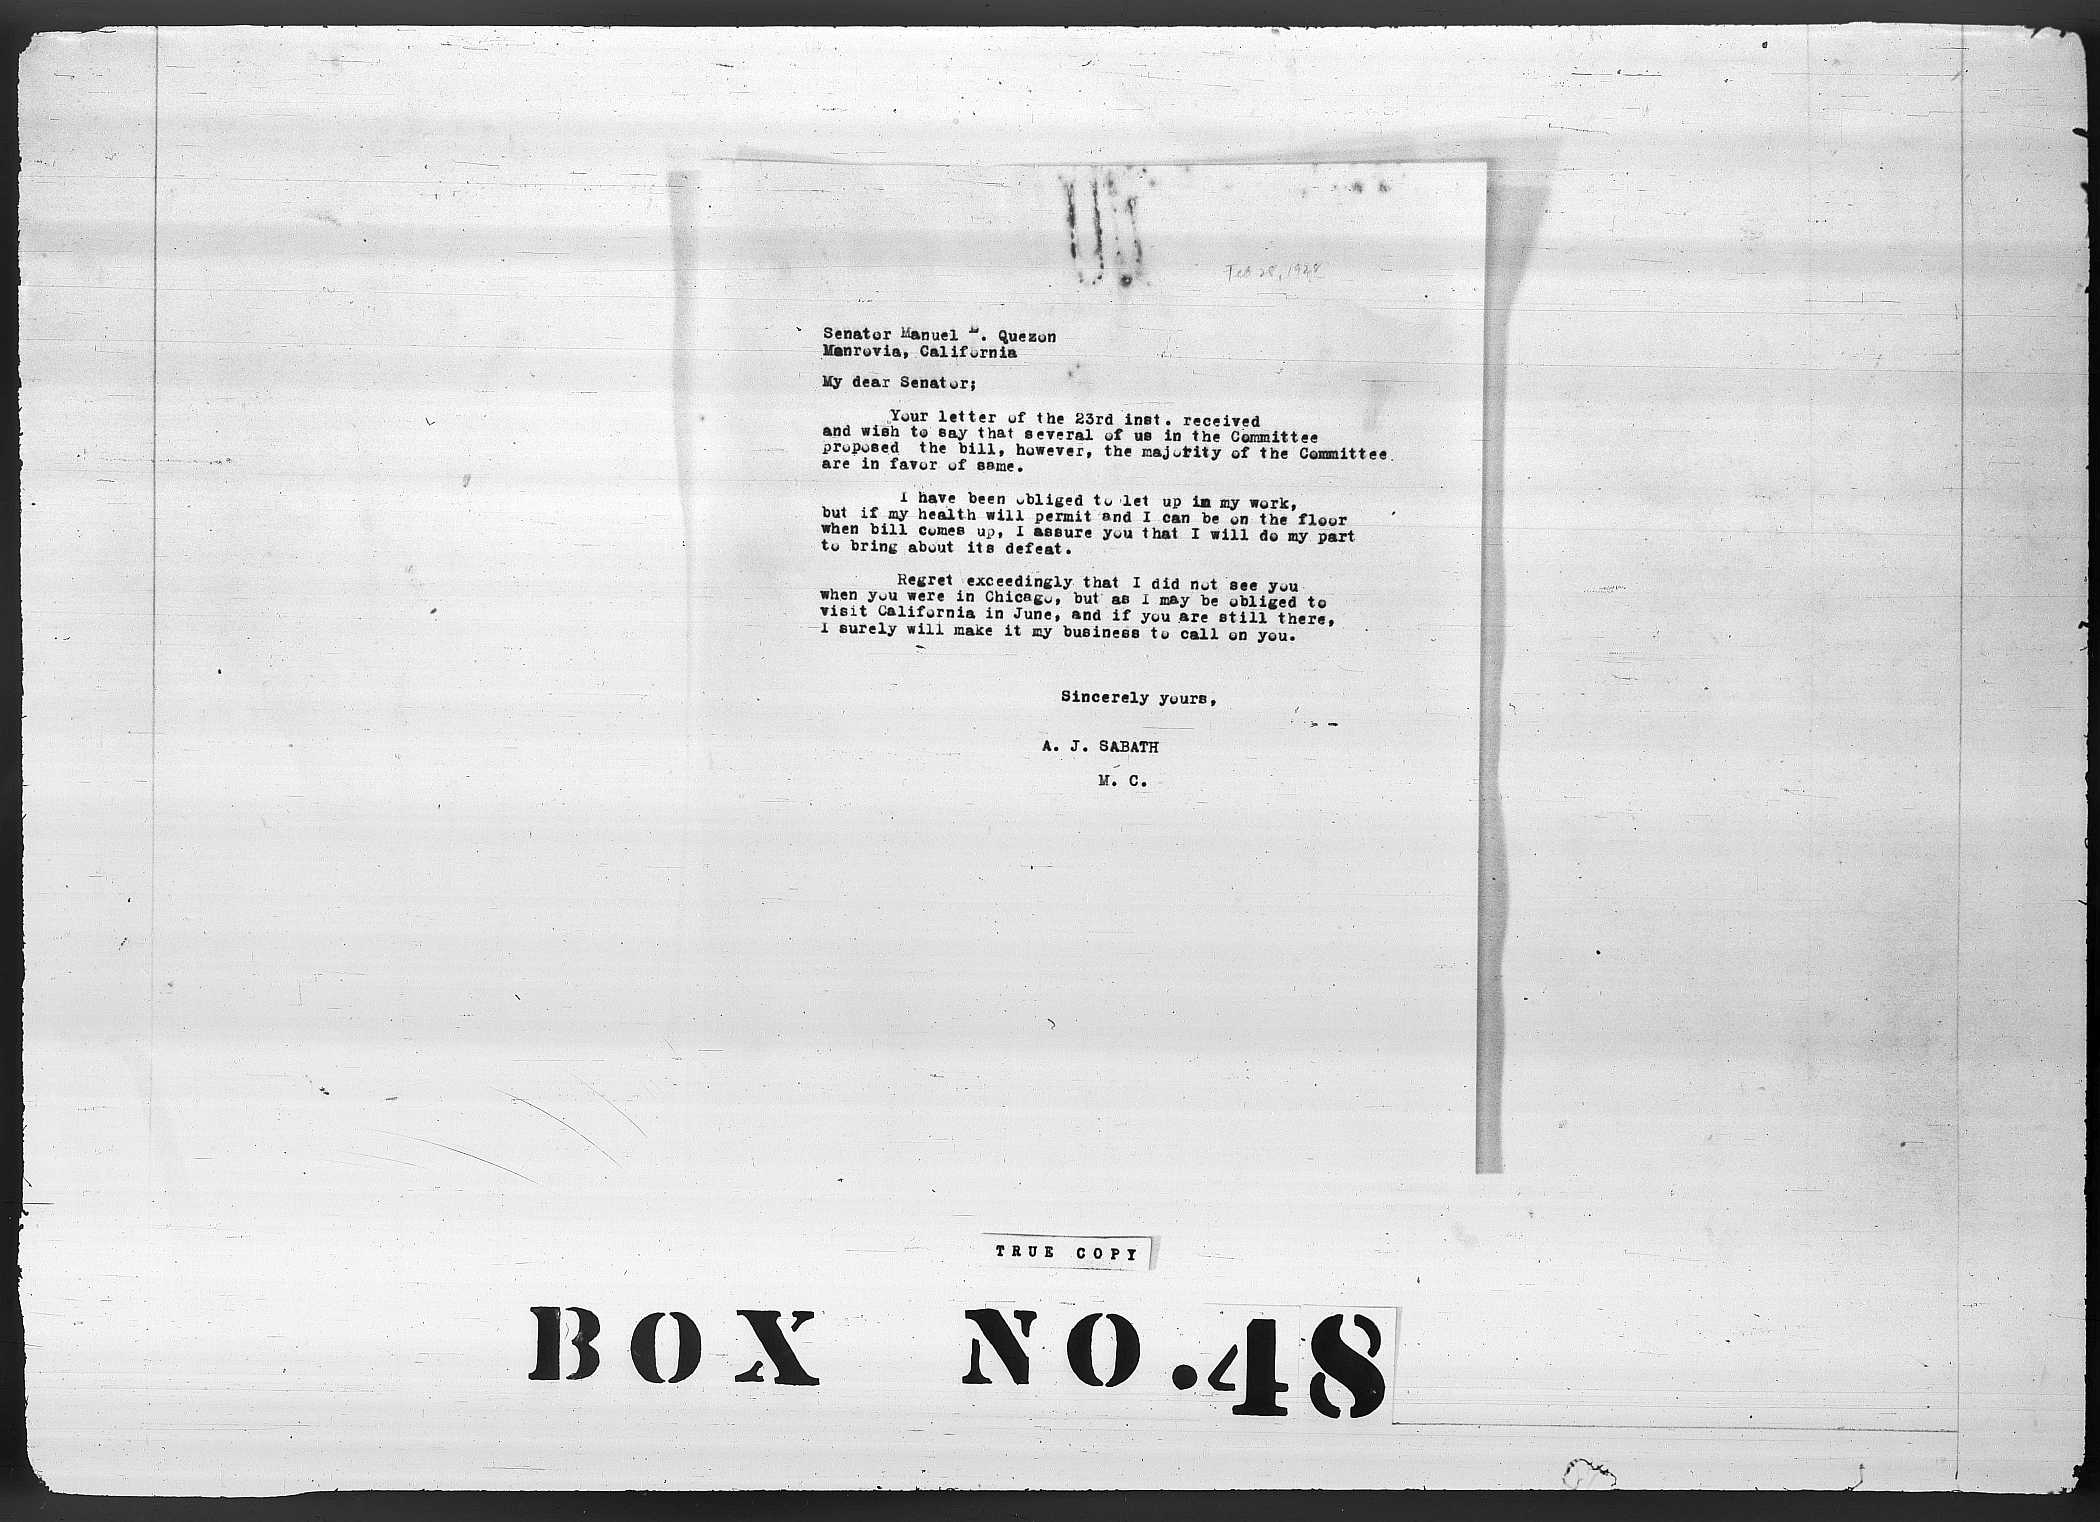 Feb 28, 1928
Senator Manuel L. Quezon
Monrovia, California
My dear Senator;
Your letter of the 23rd inst. received
and wish to say that several of us in the Committee
proposed the bill, however, the majority of the Committee
are in favor of same.
I have been obliged to let up in my work,
but if my health will permit and I can be on the floor
when bill comes up, I assure you that I will do my part
to bring about its defeat.
Regret exceedingly that I did not see you
when you were in Chicago, but as I may be obliged to
visit California in June, and if you are still there,
I surely will make it my business to call on you.
Sincerely yours,
A. J. SABATH
M. C.
TRUE COPY
BOX NO. 48